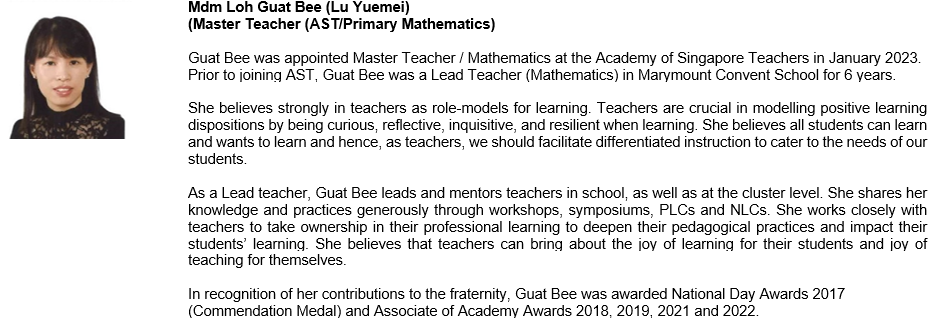 Mdm Loh Guat Bee (Lu Yuemei)
(Master Teacher (AST/Primary Mathematics)
Guat Bee was appointed Master Teacher / Mathematics at the Academy of Singapore Teachers in January 2023.
Prior to joining AST, Guat Bee was a Lead Teacher (Mathematics) in Marymount Convent School for 6 years.
She believes strongly in teachers as role-models for learning. Teachers are crucial in modelling positive learning
dispositions by being curious, reflective, inquisitive, and resilient when learning. She believes all students can learn
and wants to learn and hence, as teachers, we should facilitate differentiated instruction to cater to the needs of our
students.
As a Lead teacher, Guat Bee leads and mentors teachers in school, as well as at the cluster level. She shares her
knowledge and practices generously through workshops, symposiums, PLCs and NLCs. She works closely with
teachers to take ownership in their professional learning to deepen their pedagogical practices and impact their
students’ learning. She believes that teachers can bring about the joy of learning for their students and joy of
teaching for themselves.
In recognition of her contributions to the fraternity, Guat Bee was awarded National Day Awards 2017
(Commendation Medal) and Associate of Academy Awards 2018, 2019, 2021 and 2022.